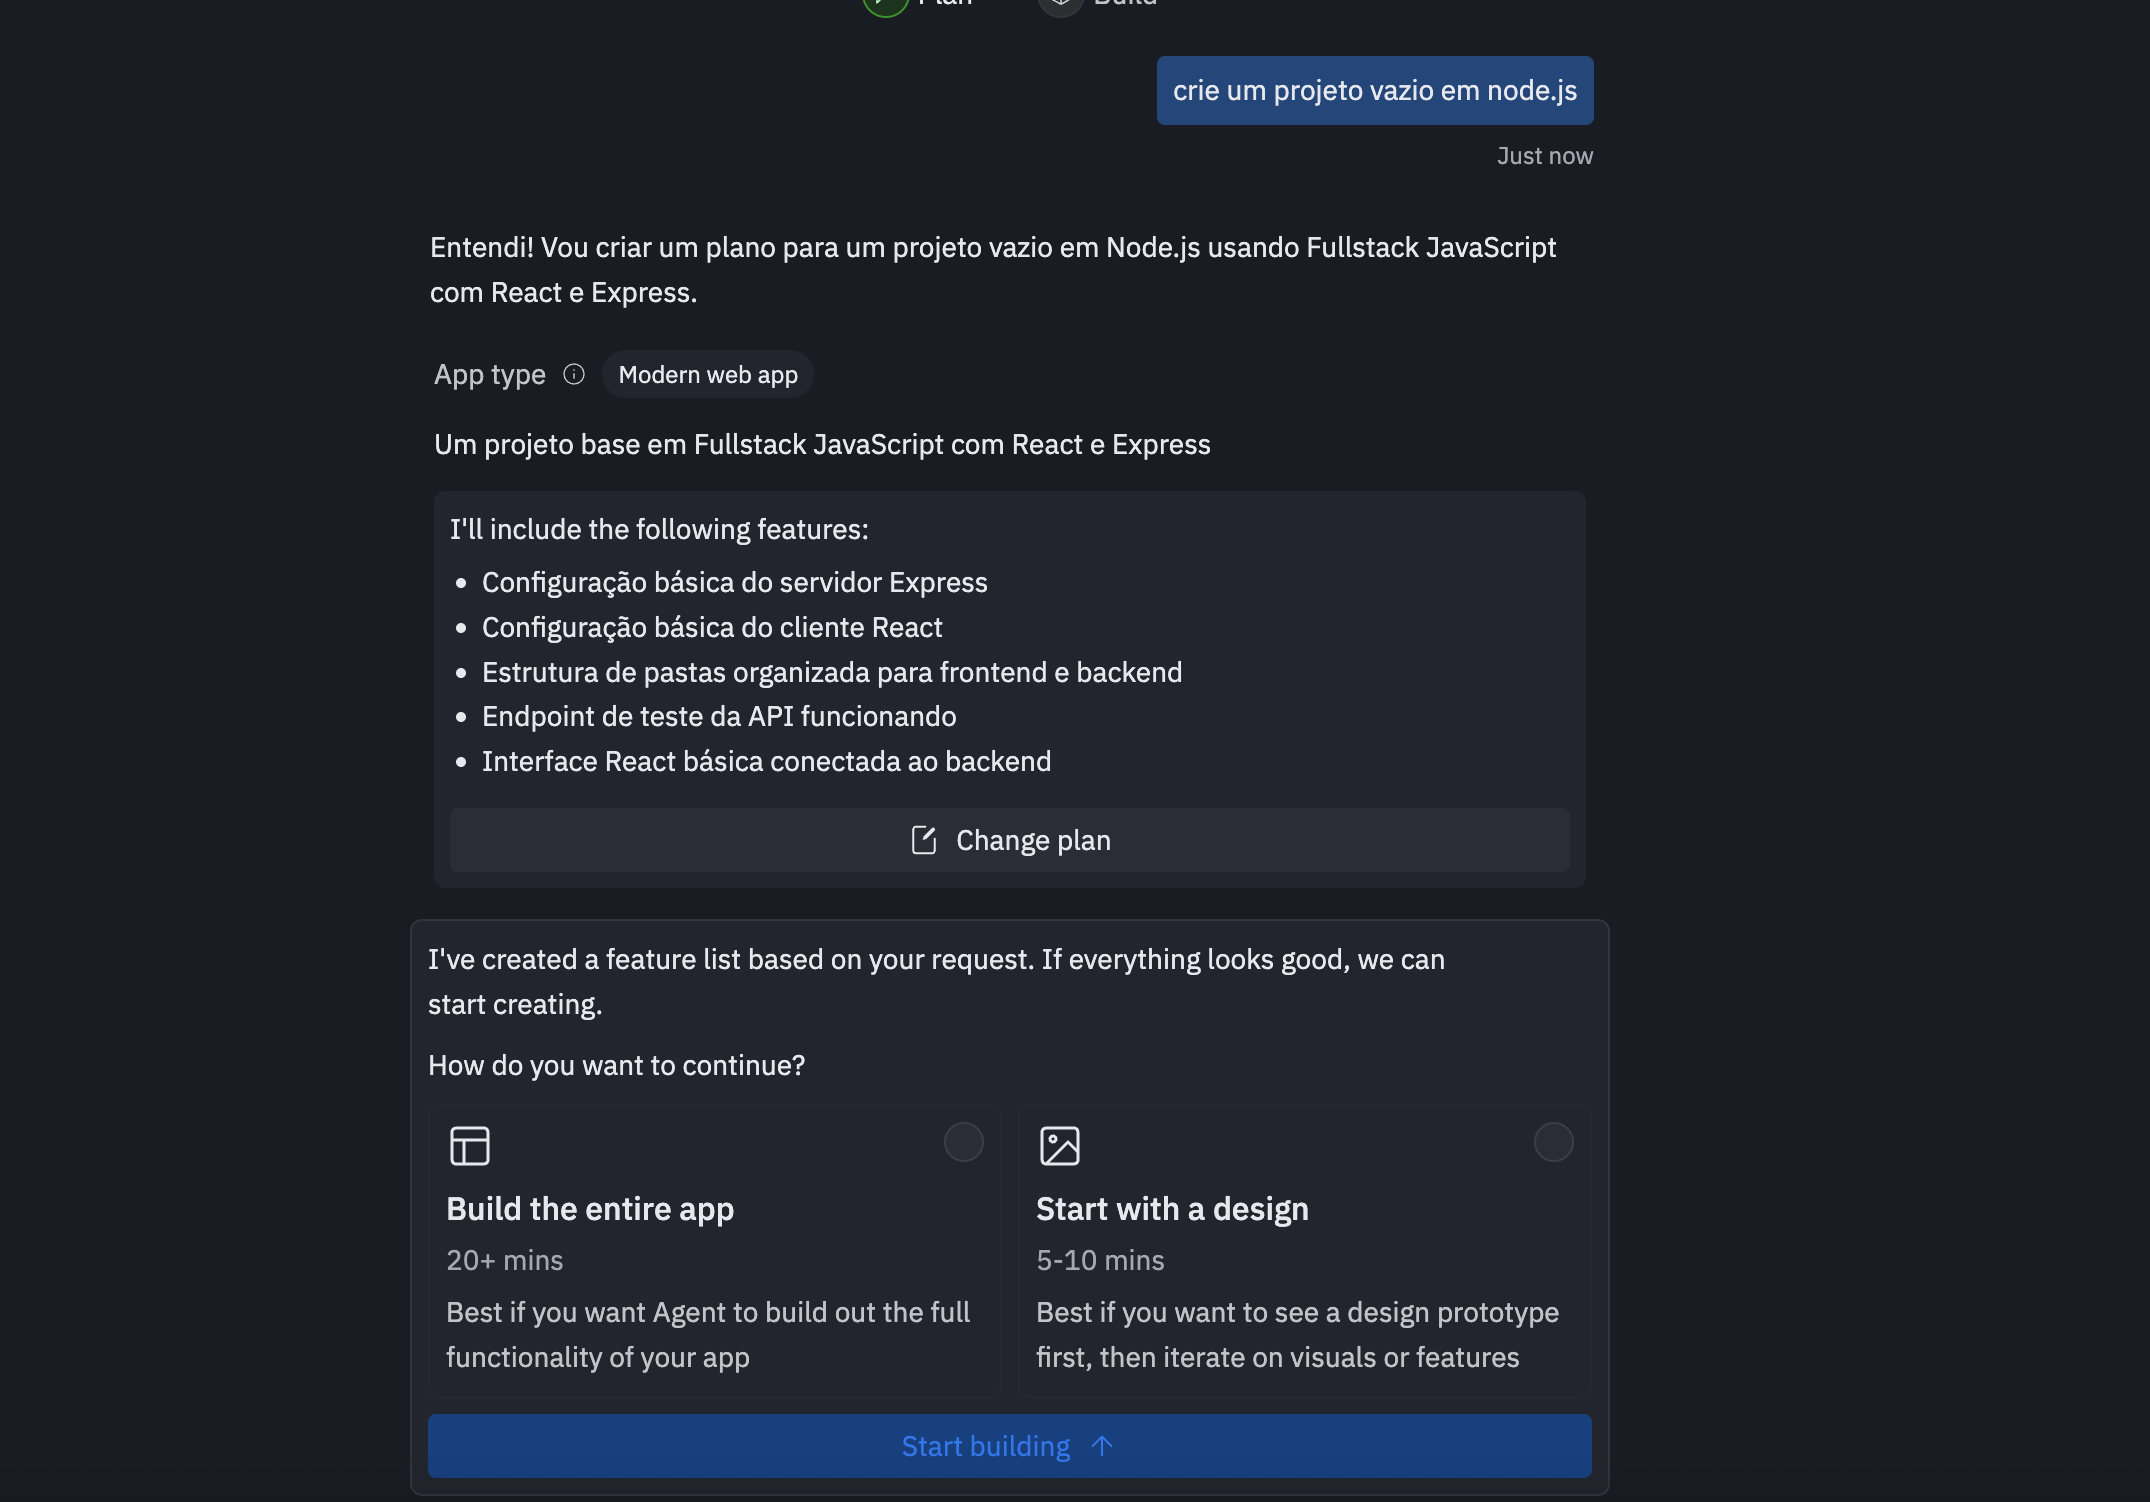 Plan
Build
crie um projeto vazio em node.js
Just now
Entendi! Vou criar um plano para um projeto vazio em Node.js usando Fullstack JavaScript
com React e Express.
App type
Modern web app
Um projeto base em Fullstack JavaScript com React e Express
I'll include the following features:
• Configuração básica do servidor Express
• Configuração básica do cliente React
• Estrutura de pastas organizada para frontend e backend
• Endpoint de teste da API funcionando
• Interface React básica conectada ao backend
Change plan
I've created a feature list based on your request. If everything looks good, we can
start creating.
How do you want to continue?
Build the entire app
20+ mins
Best if you want Agent to build out the full
functionality of your app
Start with a design
5-10 mins
Best if you want to see a design prototype
first, then iterate on visuals or features
Start building